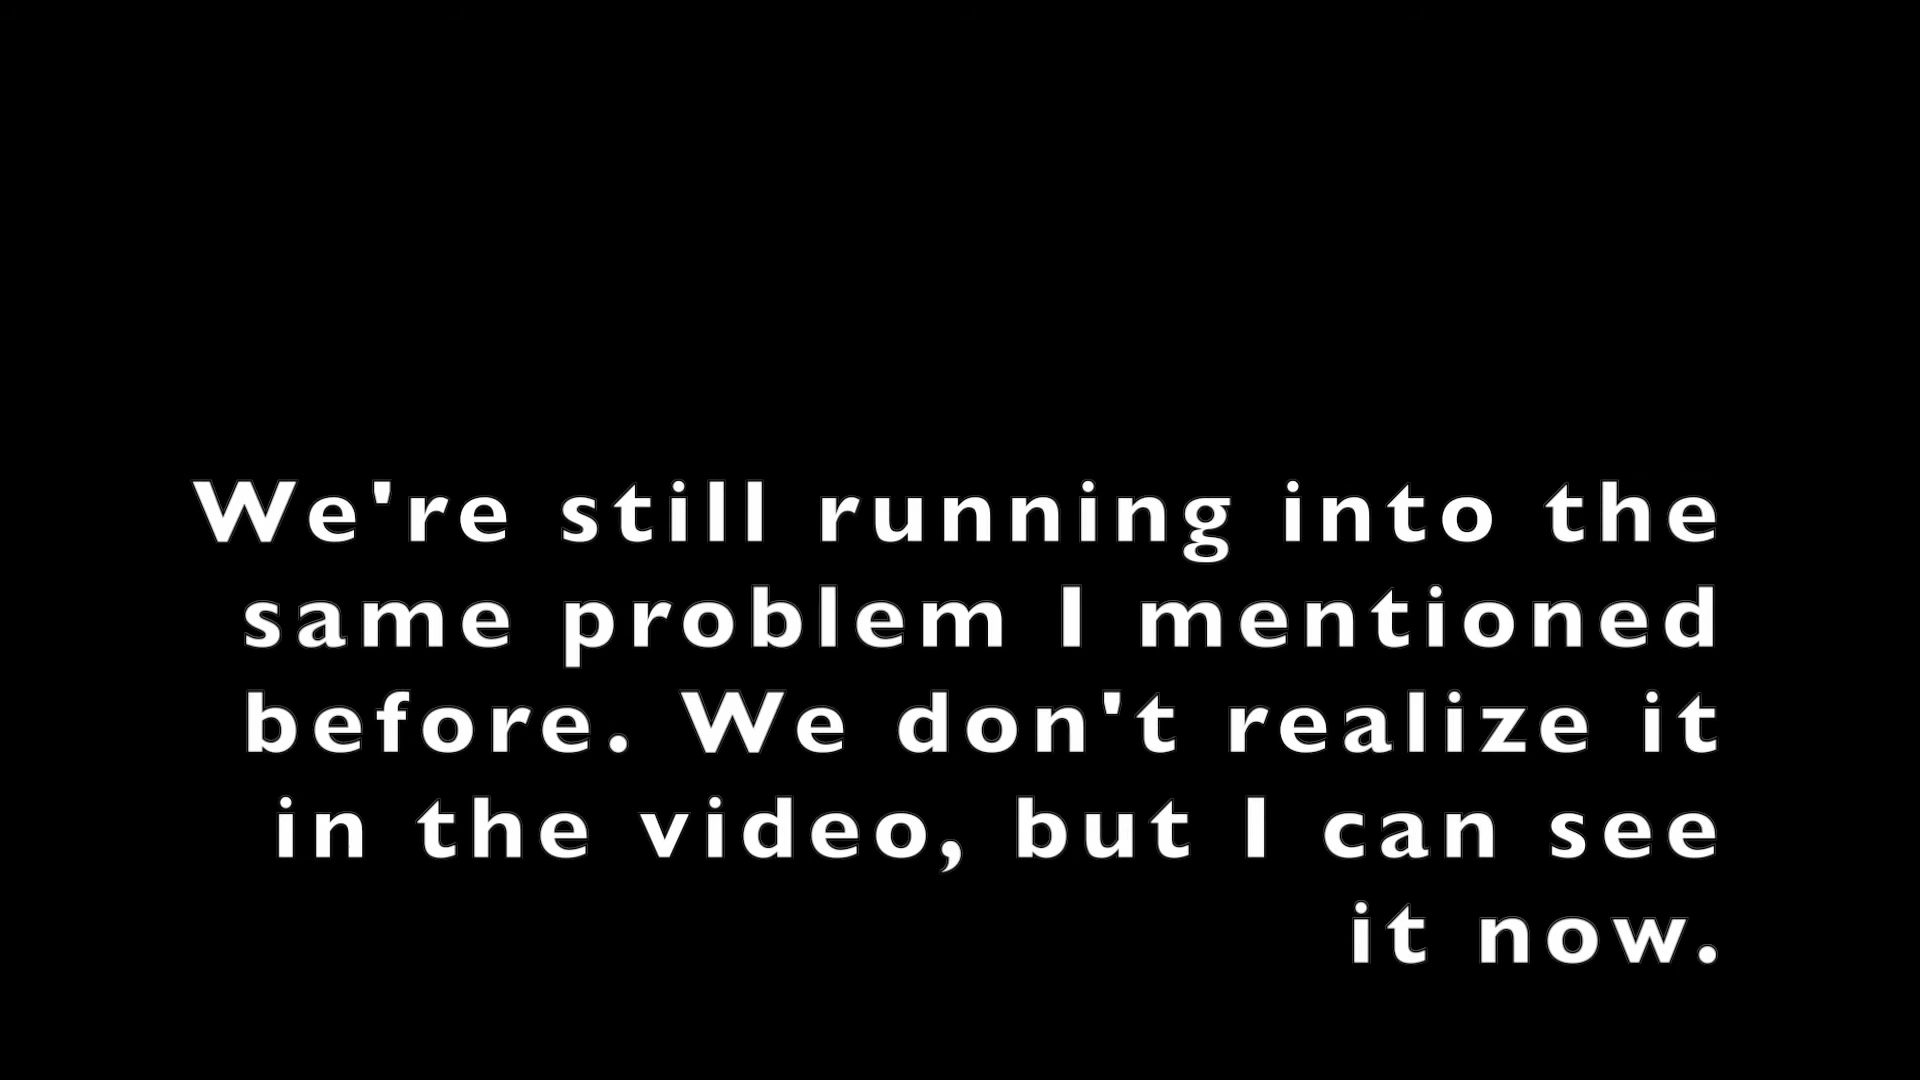 We're still running into the
same problem I mentioned
before. We don't realize it
in the video, but I can see
it now.